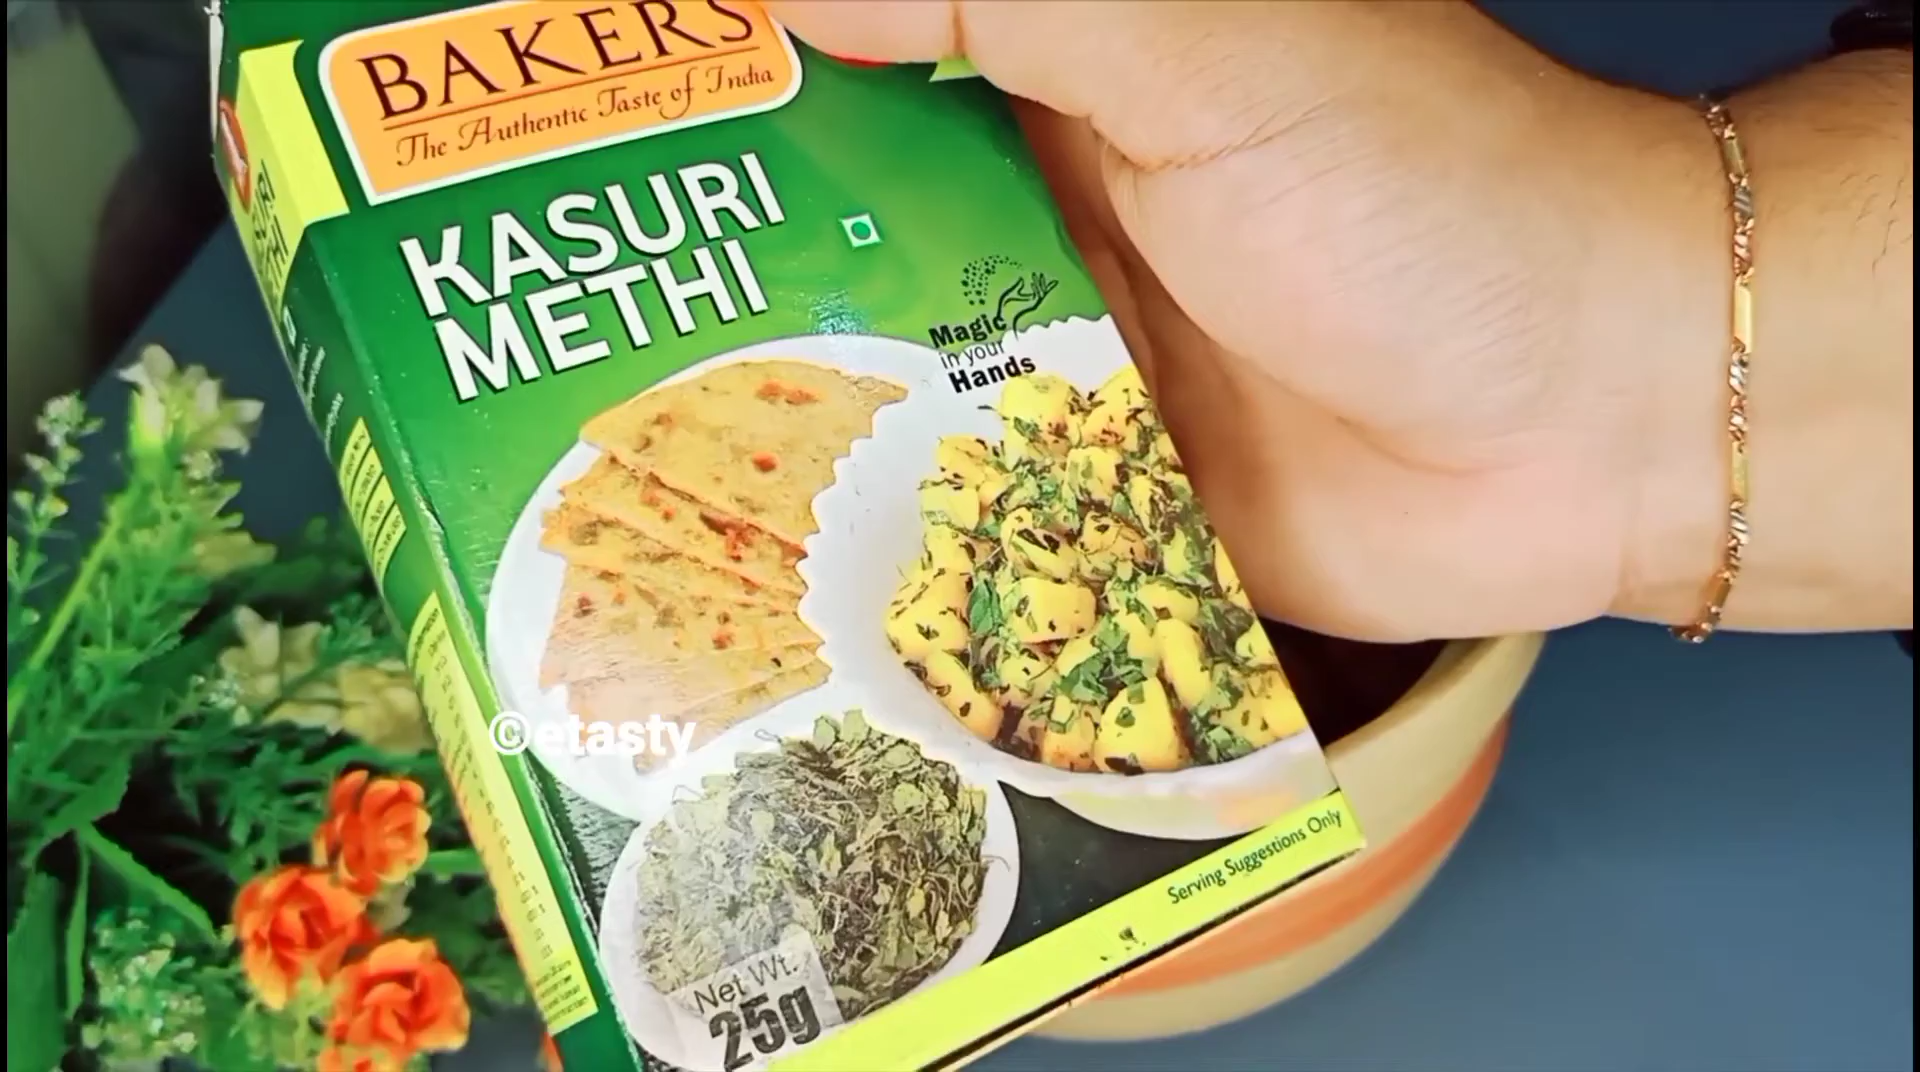 BAKERS
The Authentic Taste of India
KASURI
METHI
Magic
in your
Hands
©etasty
Serving Suggestions Only
Net Wt.
25g